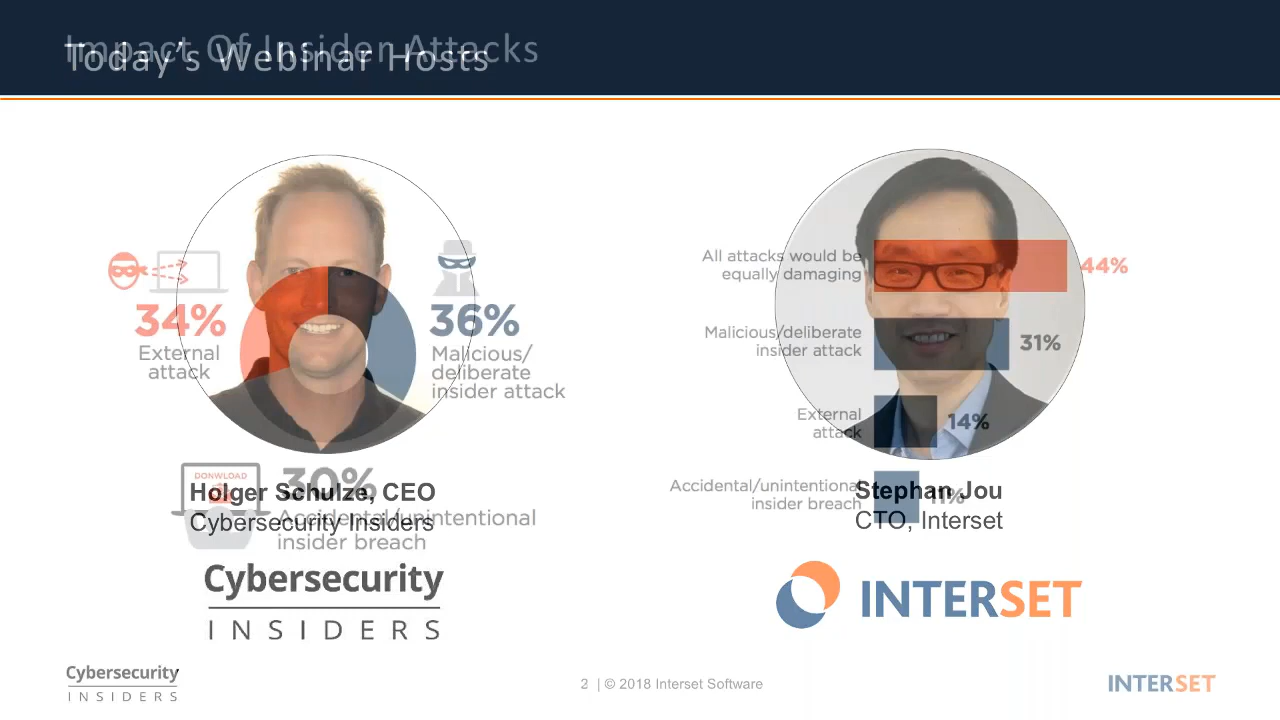 Impact Of Insider Attacks
Today's Webinar Hosts
34%
External
attack
36%
Malicious/
deliberate
insider attack
DONWLOAD
30%
Accidental/unintentional
insider breach
Holger Schulze, CEO
Cybersecurity Insiders
Cybersecurity
INSIDERS
All attacks would be
equally damaging
44%
Malicious/deliberate
insider attack
31%
External
attack
14%
Accidental/unintentional
insider breach
11%
Stephan Jou
CTO, Interset
INTERSET
Cybersecurity
INSIDERS
2 | © 2018 Interset Software
INTERSET